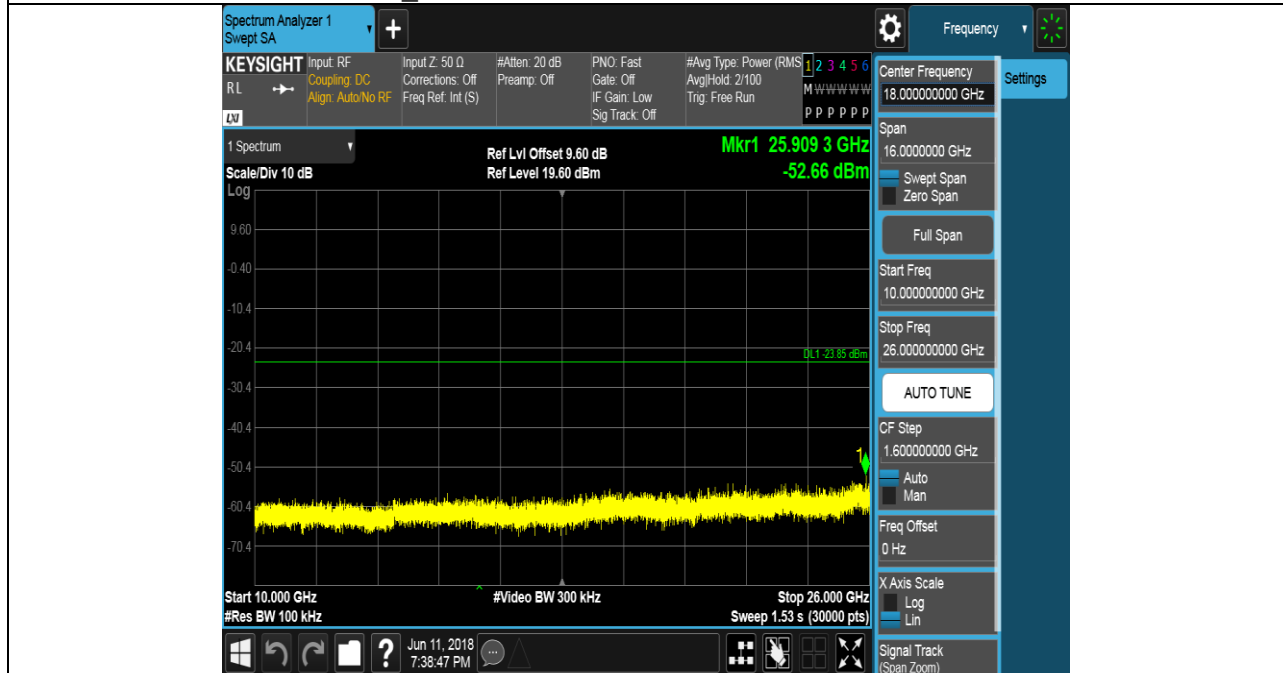 Spectrum Analyzer 1
Swept SA
+
Frequency
KEYSIGHT
RL
LXI
Input: RF
Coupling: DC
Align: Auto/No RF
Input Z: 50 Ω
Corrections: Off
Freq Ref: Int (S)
#Atten: 20 dB
Preamp: Off
PNO: Fast
Gate: Off
IF Gain: Low
Sig Track: Off
#Avg Type: Power (RMS
Avg|Hold: 2/100
Trig: Free Run
1 2 3 4 5 6
M W W W W W
P P P P P P
1 Spectrum
Scale/Div 10 dB
Ref Lvl Offset 9.60 dB
Ref Level 19.60 dBm
Mkr1 25.909 3 GHz
-52.66 dBm
Log
9.60
-0.40
-10.4
-20.4
-30.4
-40.4
-50.4
-60.4
-70.4
DL1 -23.85 dBm
1
Start 10.000 GHz
#Res BW 100 kHz
#Video BW 300 kHz
Stop 26.000 GHz
Sweep 1.53 s (30000 pts)
?
Jun 11, 2018
7:38:47 PM
Center Frequency
18.000000000 GHz
Span
16.0000000 GHz
Swept Span
Zero Span
Full Span
Start Freq
10.000000000 GHz
Stop Freq
26.000000000 GHz
AUTO TUNE
CF Step
1.600000000 GHz
Auto
Man
Freq Offset
0 Hz
X Axis Scale
Log
Lin
Signal Track
(Span Zoom)
Settings